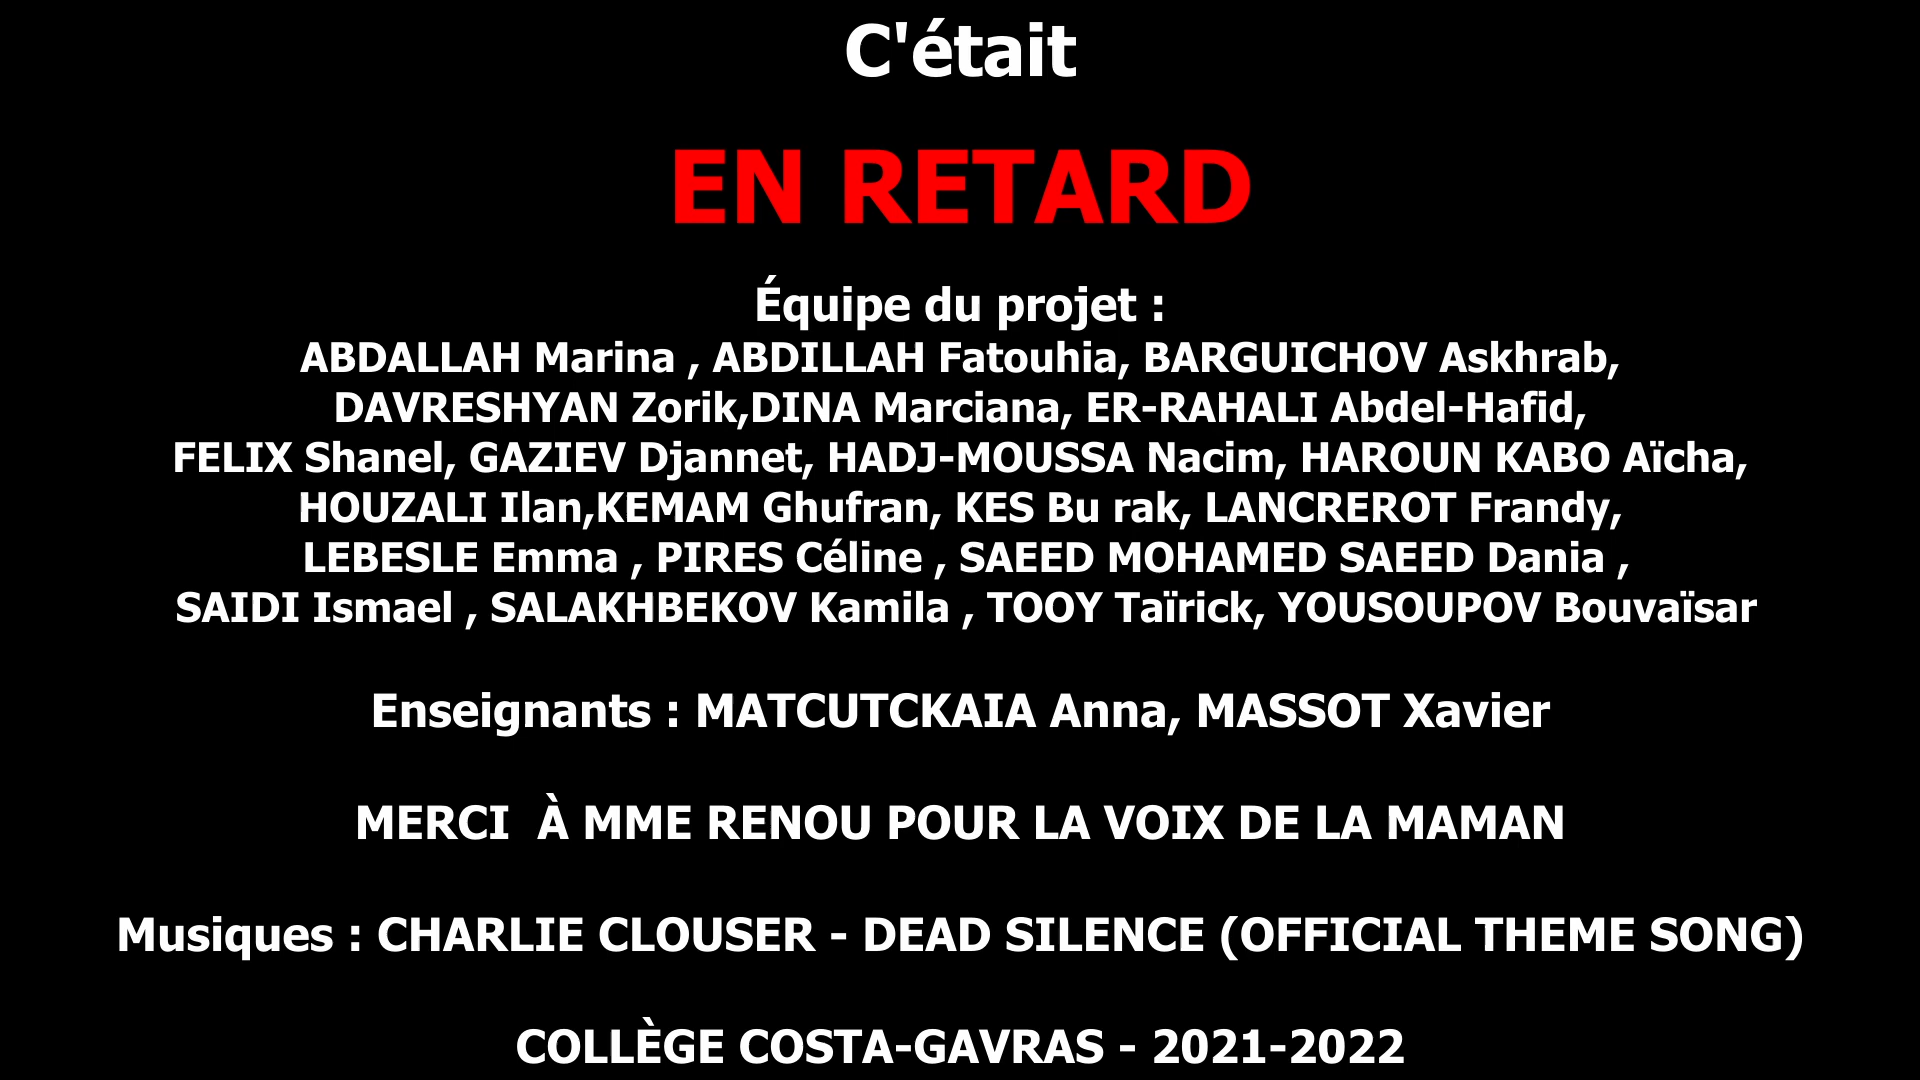 C'était
EN RETARD
Équipe du projet :
ABDALLAH Marina , ABDILLAH Fatouhia, BARGUICHOV Askhrab,
DAVRESHYAN Zorik,DINA Marciana, ER-RAHALI Abdel-Hafid,
FELIX Shanel, GAZIEV Djannet, HADJ-MOUSSA Nacim, HAROUN KABO Aïcha,
HOUZALI Ilan,KEMAM Ghufran, KES Bu rak, LANCREROT Frandy,
LEBESLE Emma , PIRES Céline , SAEED MOHAMED SAEED Dania ,
SAIDI Ismael , SALAKHBEKOV Kamila , TOOY Taïrick, YOUSOUPOV Bouvaïsar
Enseignants : MATCUTCKAIA Anna, MASSOT Xavier
MERCI  À MME RENOU POUR LA VOIX DE LA MAMAN
Musiques : CHARLIE CLOUSER - DEAD SILENCE (OFFICIAL THEME SONG)
COLLÈGE COSTA-GAVRAS - 2021-2022